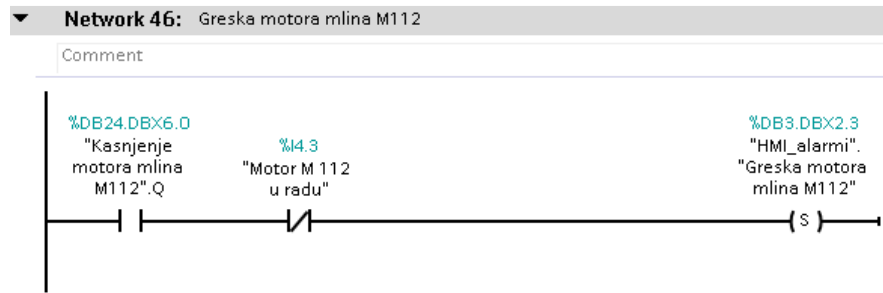 Network 46: Greska motora mlina M112
Comment
%DB24.DBX6.0
"Kasnjenje
motora mlina
M112".Q
%I4.3
"Motor M 112
u radu"
%DB3.DBX2.3
"HMI_alarmi".
"Greska motora
mlina M112"
S